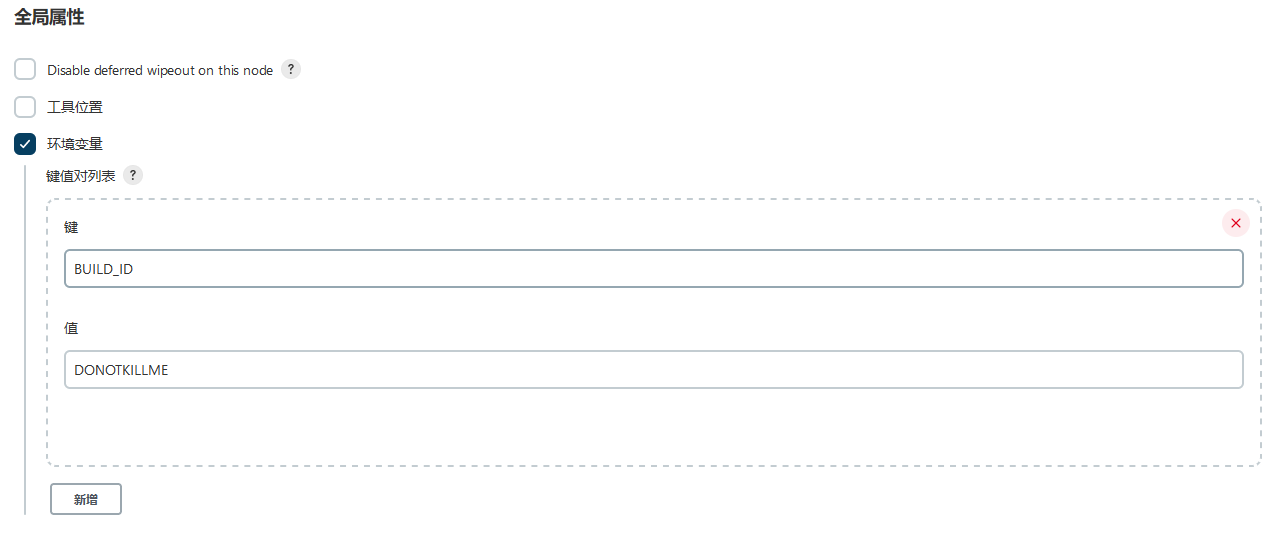 全局属性
Disable deferred wipeout on this node ?
工具位置
环境变量
键值对列表 ?
键
BUILD_ID
值
DONOTKILLME
新增